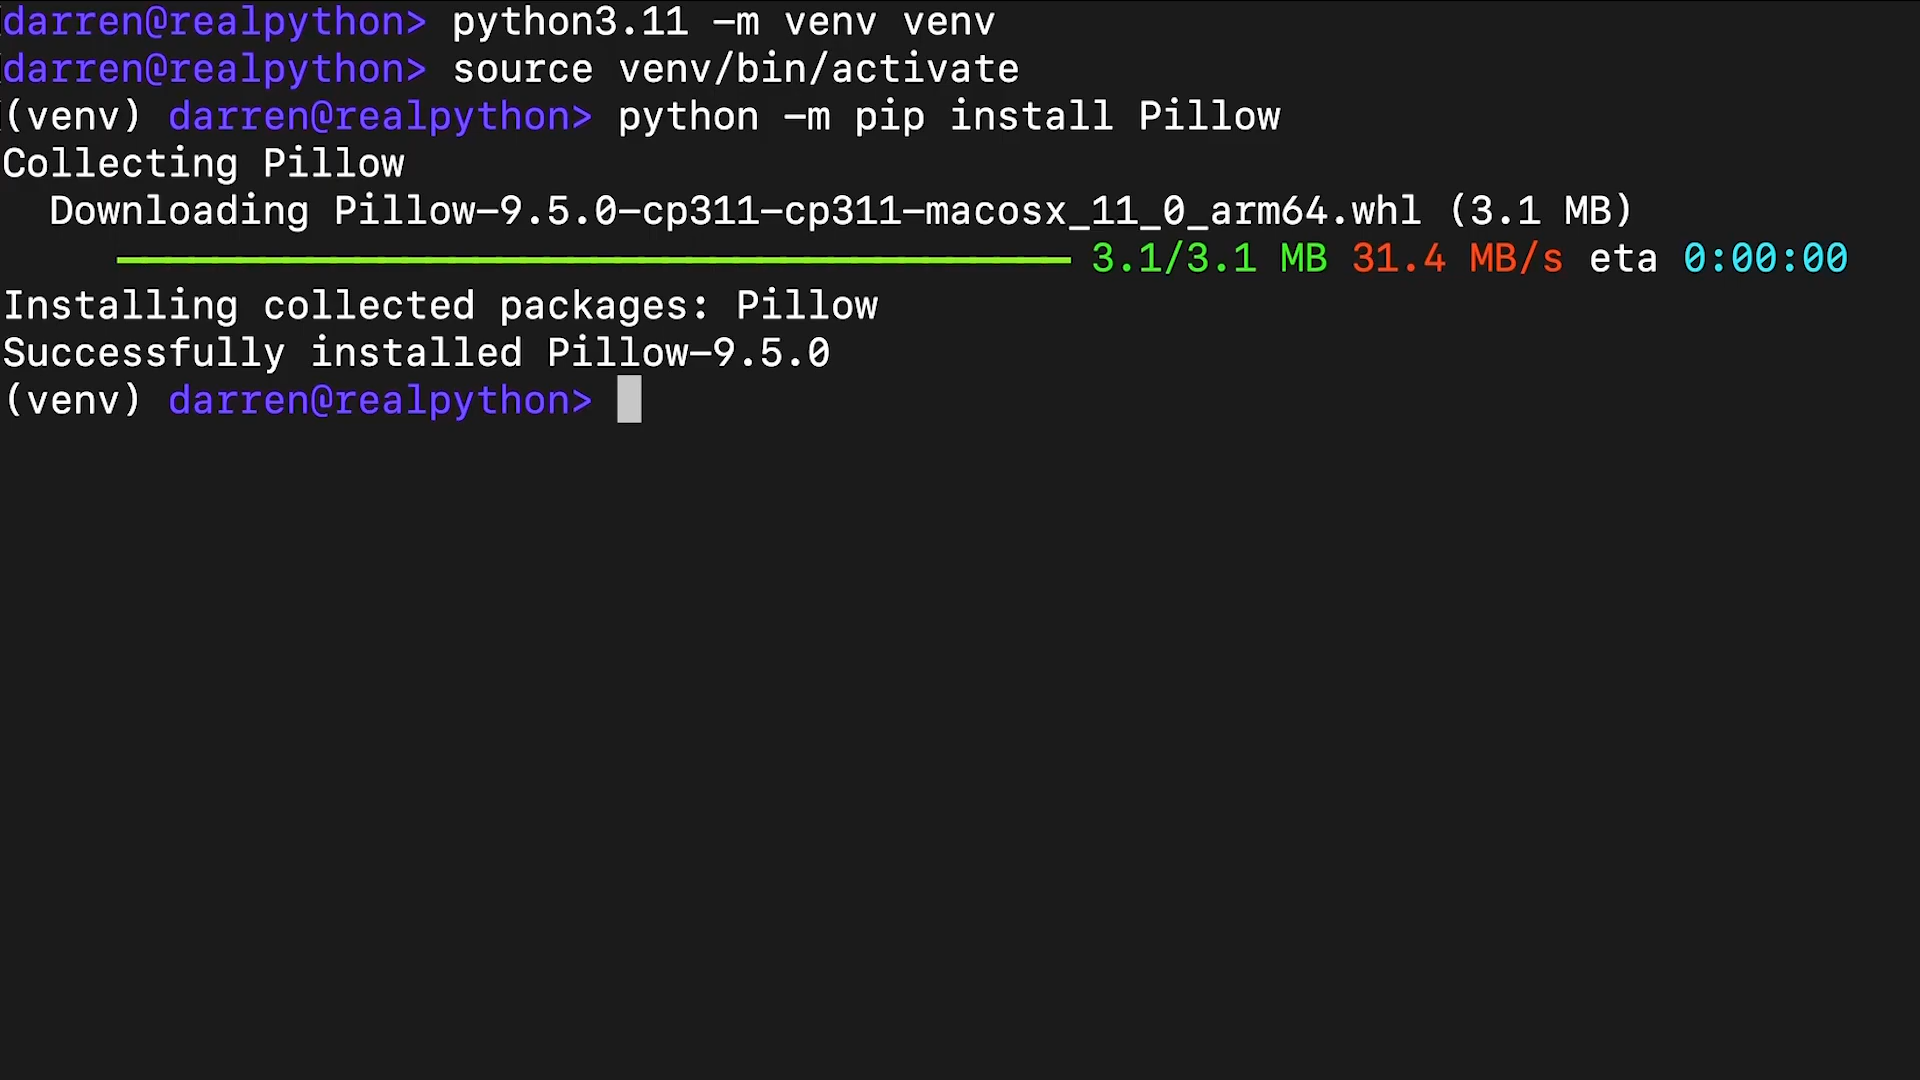 darren@realpython> python3.11 -m venv venv
darren@realpython> source venv/bin/activate
(venv) darren@realpython> python -m pip install Pillow
Collecting Pillow
  Downloading Pillow-9.5.0-cp311-cp311-macosx_11_0_arm64.whl (3.1 MB)
3.1/3.1 MB 31.4 MB/s eta 0:00:00
Installing collected packages: Pillow
Successfully installed Pillow-9.5.0
(venv) darren@realpython>